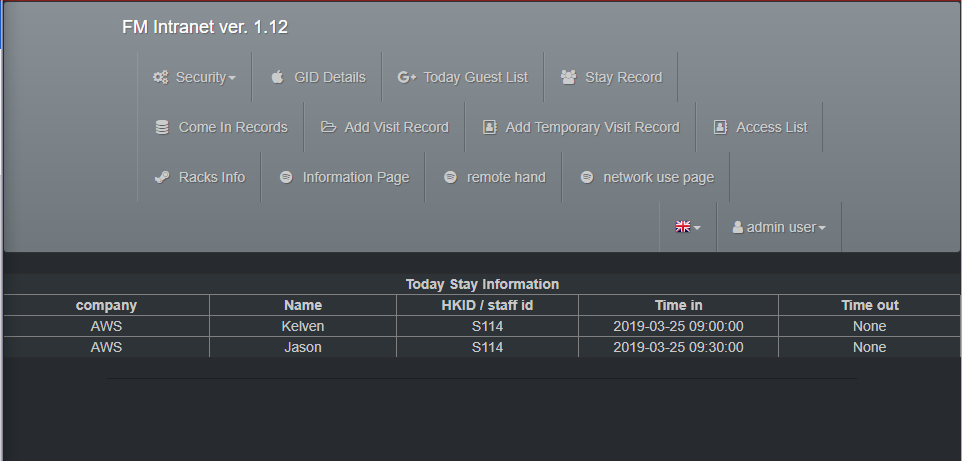 FM Intranet ver. 1.12
Security GID Details Today Guest List Stay Record
Come In Records Add Visit Record Add Temporary Visit Record Access List
Racks Info Information Page remote hand network use page
admin user
Today Stay Information
company Name HKID / staff id Time in Time out
AWS Kelven S114 2019-03-25 09:00:00 None
AWS Jason S114 2019-03-25 09:30:00 None